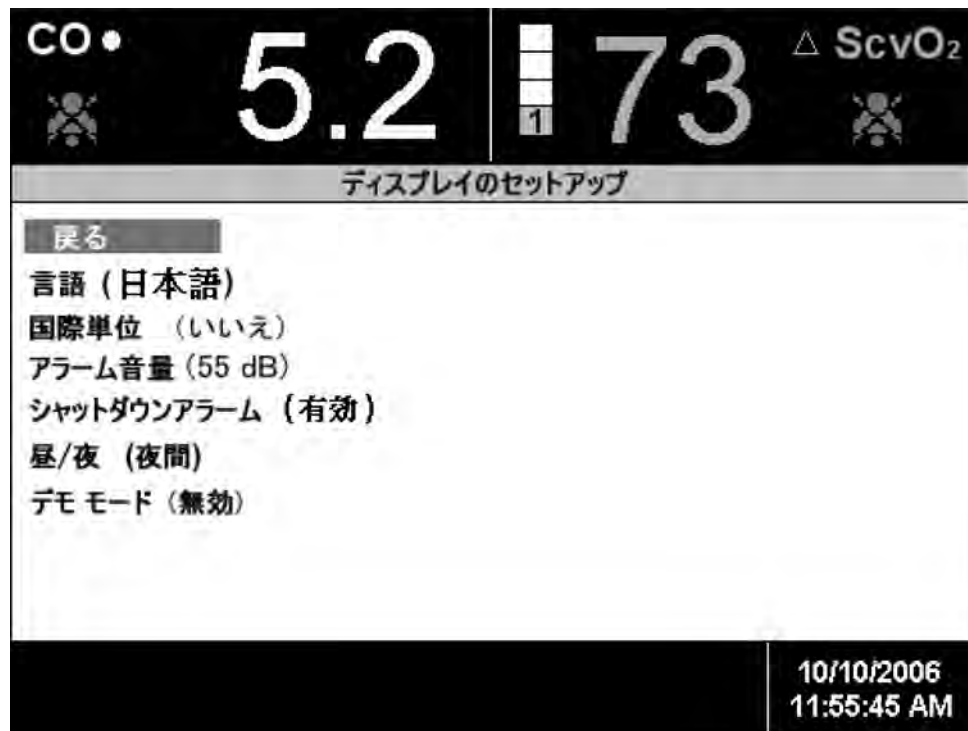 CO● 5.2 1 73 △ ScvO₂
ディスプレイのセットアップ
戻る
言語 (日本語)
国際単位 (いいえ)
アラーム音量 (55 dB)
シャットダウンアラーム (有効)
昼/夜 (夜間)
デモ モード (無効)
10/10/2006
11:55:45 AM